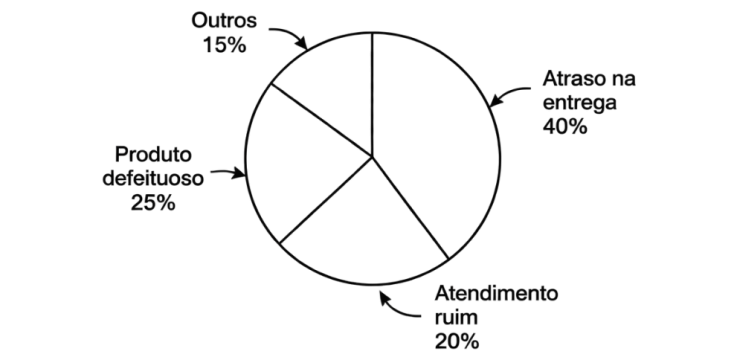 Outros
15%
Atraso na
entrega
40%
Produto
defeituoso
25%
Atendimento
ruim
20%